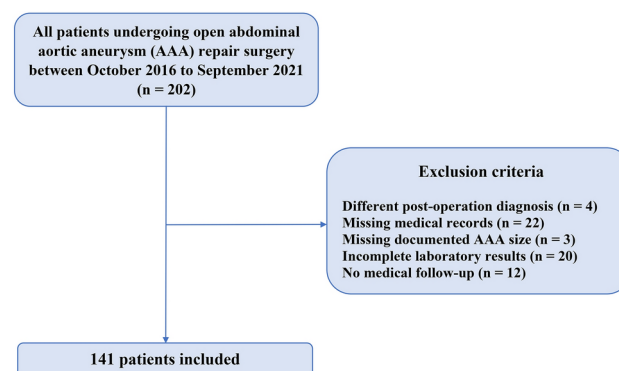 All patients undergoing open abdominal
aortic aneurysm (AAA) repair surgery
between October 2016 to September 2021
(n = 202)
Exclusion criteria
Different post-operation diagnosis (n = 4)
Missing medical records (n = 22)
Missing documented AAA size (n = 3)
Incomplete laboratory results (n = 20)
No medical follow-up (n = 12)
141 patients included